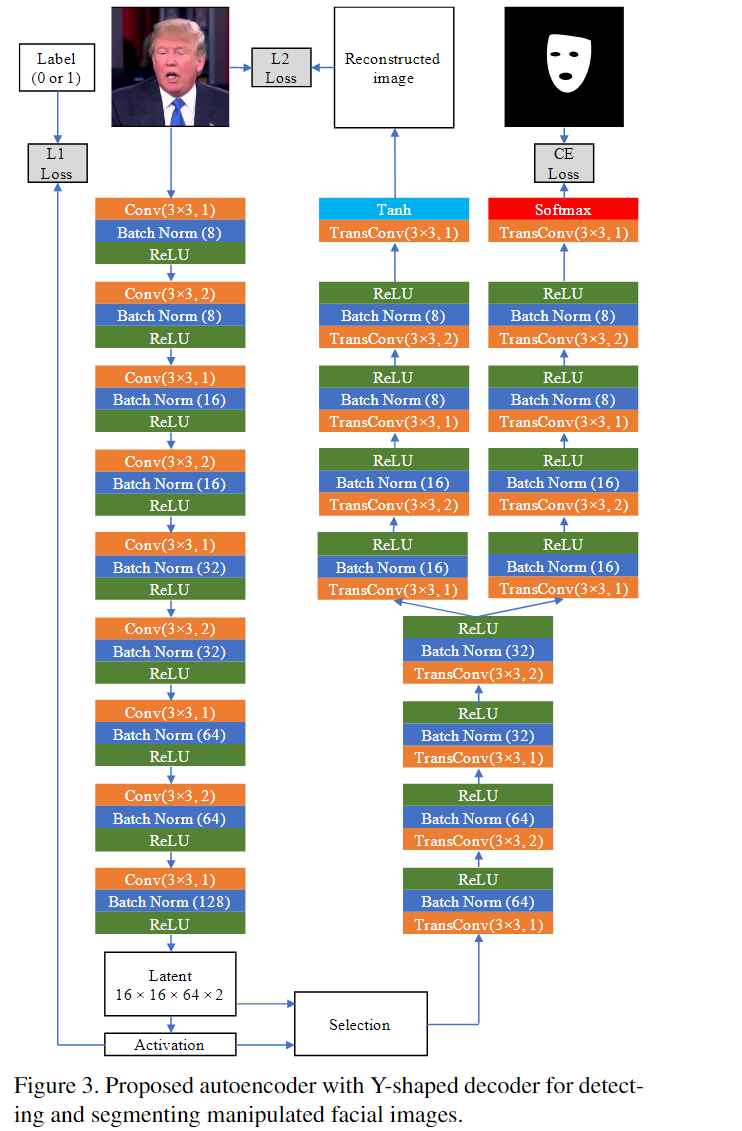 Label
(0 or 1)
L2
Loss
Reconstructed
image
L1
Loss
CE
Loss
Conv(3×3, 1)
Batch Norm (8)
ReLU
Conv(3×3, 2)
Batch Norm (8)
ReLU
Conv(3×3, 1)
Batch Norm (16)
ReLU
Conv(3×3, 2)
Batch Norm (16)
ReLU
Conv(3×3, 1)
Batch Norm (32)
ReLU
Conv(3×3, 2)
Batch Norm (32)
ReLU
Conv(3×3, 1)
Batch Norm (64)
ReLU
Conv(3×3, 2)
Batch Norm (64)
ReLU
Conv(3×3, 1)
Batch Norm (128)
ReLU
Latent
16 × 16 × 64 × 2
Activation
Selection
Tanh
TransConv(3×3, 1)
ReLU
Batch Norm (8)
TransConv(3×3, 2)
ReLU
Batch Norm (8)
TransConv(3×3, 1)
ReLU
Batch Norm (16)
TransConv(3×3, 2)
ReLU
Batch Norm (16)
TransConv(3×3, 1)
Softmax
TransConv(3×3, 1)
ReLU
Batch Norm (8)
TransConv(3×3, 2)
ReLU
Batch Norm (8)
TransConv(3×3, 1)
ReLU
Batch Norm (16)
TransConv(3×3, 2)
ReLU
Batch Norm (16)
TransConv(3×3, 1)
ReLU
Batch Norm (32)
TransConv(3×3, 2)
ReLU
Batch Norm (32)
TransConv(3×3, 1)
ReLU
Batch Norm (64)
TransConv(3×3, 2)
ReLU
Batch Norm (64)
TransConv(3×3, 1)
Figure 3. Proposed autoencoder with Y-shaped decoder for detect-
ing and segmenting manipulated facial images.